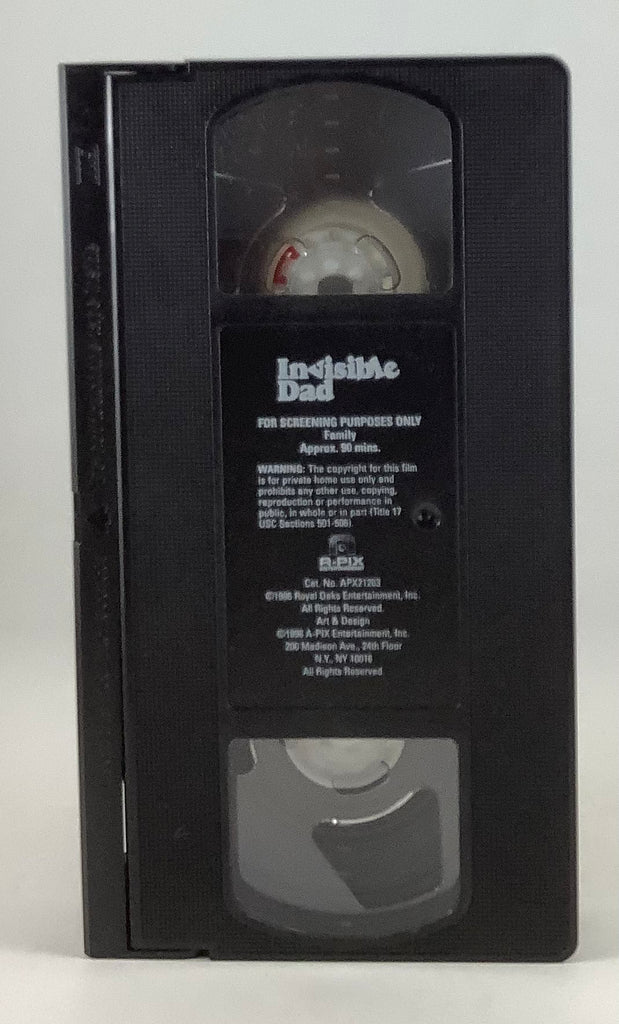 Invisible
Dad
FOR SCREENING PURPOSES ONLY
Family
Approx. 90 mins.
WARNING: The copyright for this film
is for private home use only and
prohibits any other use, copying,
reproduction or performance in
public, in whole or in part (Title 17
USC Sections 501-506).
A-PIX
Cat. No. APX21203
©1998 Royal Oaks Entertainment, Inc.
All Rights Reserved.
Art & Design
©1998 A-PIX Entertainment, Inc.
200 Madison Ave., 24th Floor
N.Y., NY 10016
All Rights Reserved